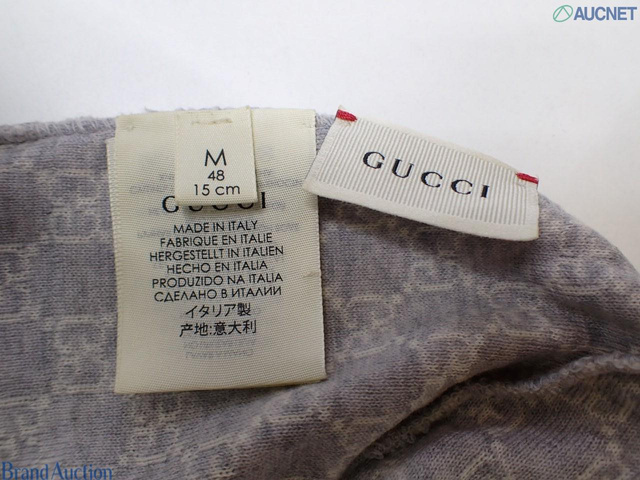 AUCNET
M
48
15 cm
GUCCI
GUCCI
MADE IN ITALY
FABRIQUE EN ITALIE
HERGESTELLT IN ITALIEN
HECHO EN ITALIA
PRODUZIDO NA ITALIA
СДЕЛАНО В ИТАЛИИ
イタリア製
产地:意大利
Brand Auction